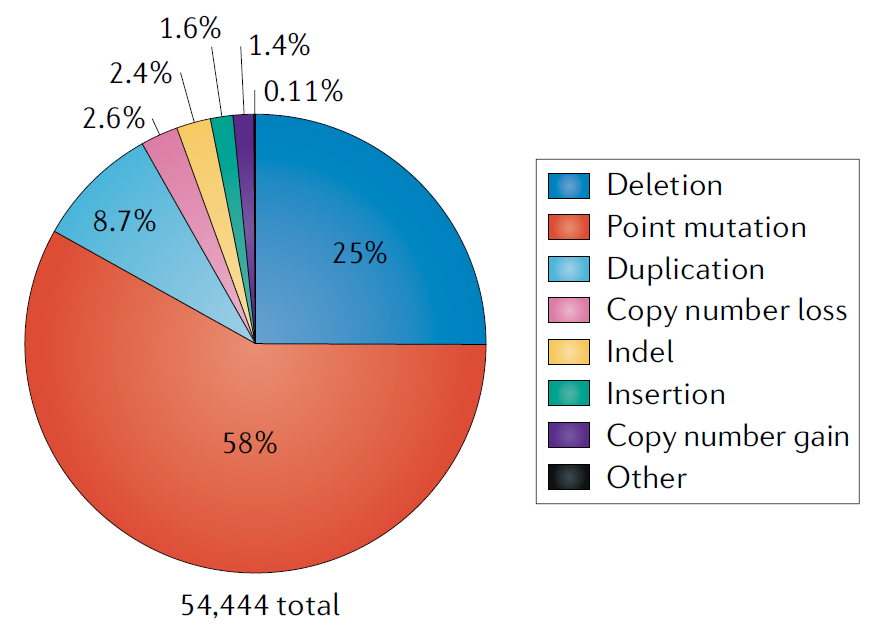 1.6%
1.4%
2.4%
0.11%
2.6%
8.7%
25%
58%
54,444 total
Deletion
Point mutation
Duplication
Copy number loss
Indel
Insertion
Copy number gain
Other